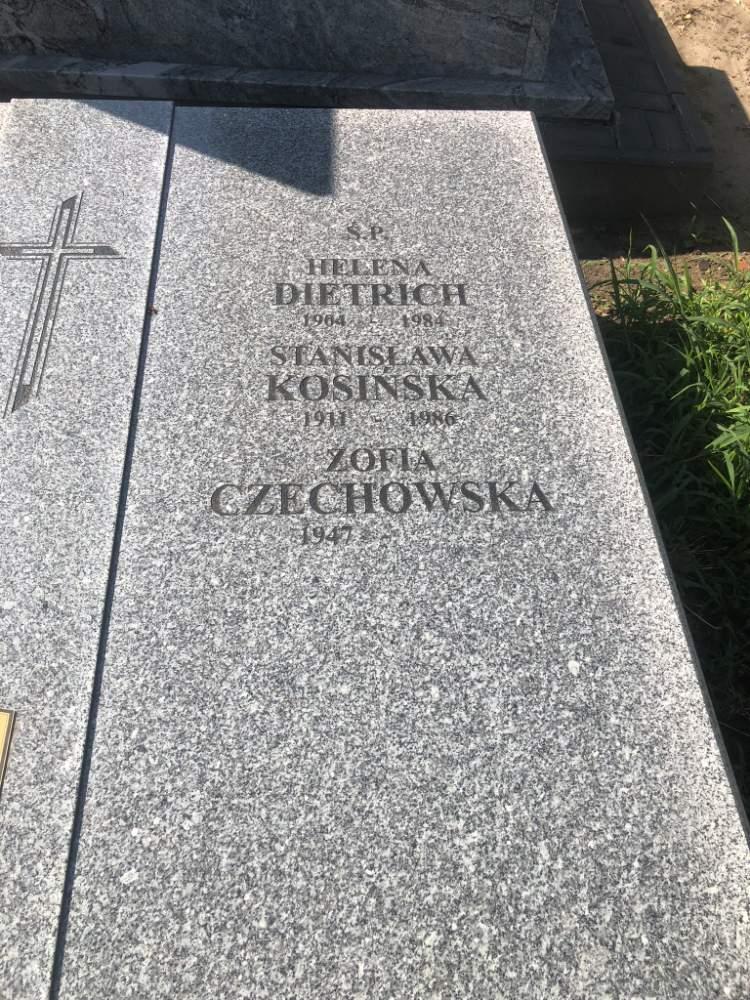 Ś.P.
HELENA
DIETRICH
1904 - 1984
STANISŁAWA
KOSIŃSKA
1911 - 1986
ZOFIA
CZECHOWSKA
1947 -